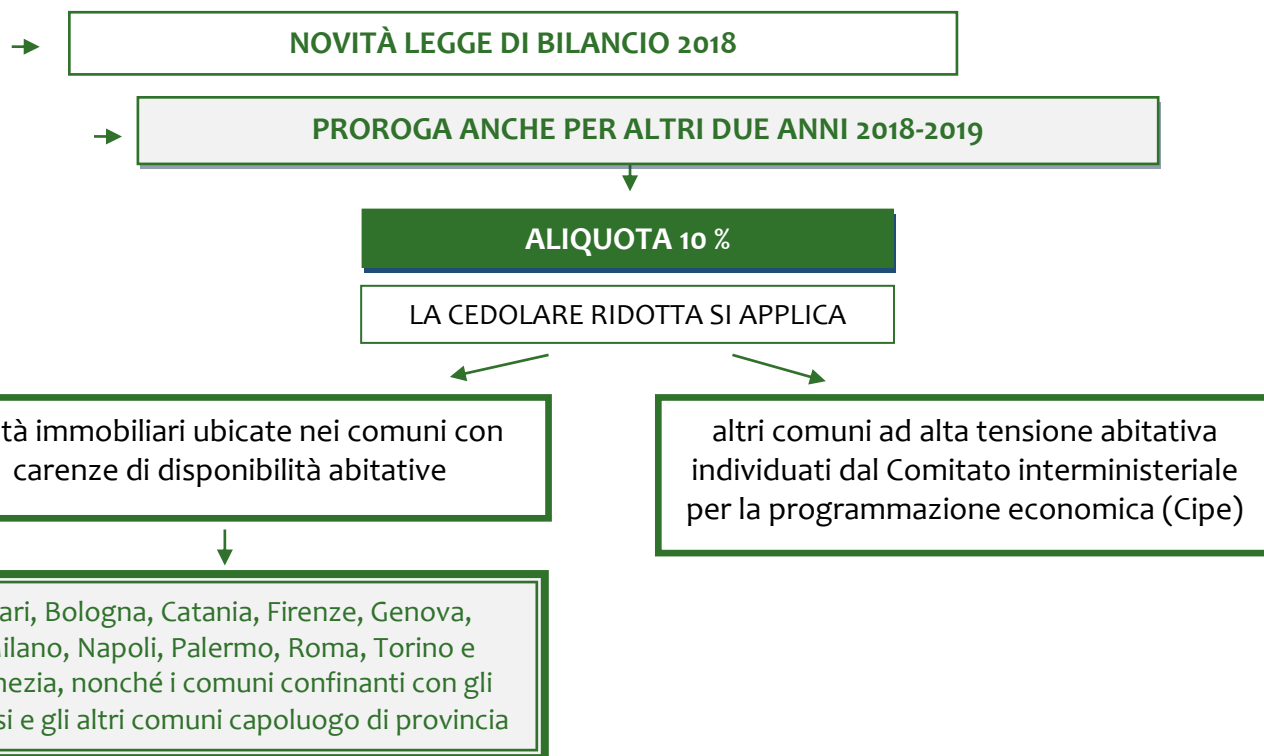 NOVITÀ LEGGE DI BILANCIO 2018
PROROGA ANCHE PER ALTRI DUE ANNI 2018-2019
ALIQUOTA 10 %
LA CEDOLARE RIDOTTA SI APPLICA
tà immobiliari ubicate nei comuni con
carenze di disponibilità abitative
altri comuni ad alta tensione abitativa
individuati dal Comitato interministeriale
per la programmazione economica (Cipe)
ari, Bologna, Catania, Firenze, Genova,
ilano, Napoli, Palermo, Roma, Torino e
nezia, nonché i comuni confinanti con gli
si e gli altri comuni capoluogo di provincia